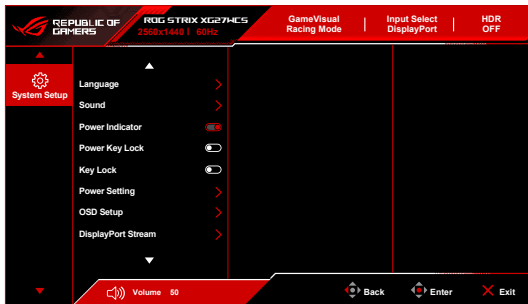 REPUBLIC OF
GAMERS
ROG STRIX XG27WCS
2560x1440 | 60Hz
GameVisual
Racing Mode
Input Select
DisplayPort
HDR
OFF
System Setup
Language
Sound
Power Indicator
Power Key Lock
Key Lock
Power Setting
OSD Setup
DisplayPort Stream
Volume 50
Back
Enter
Exit